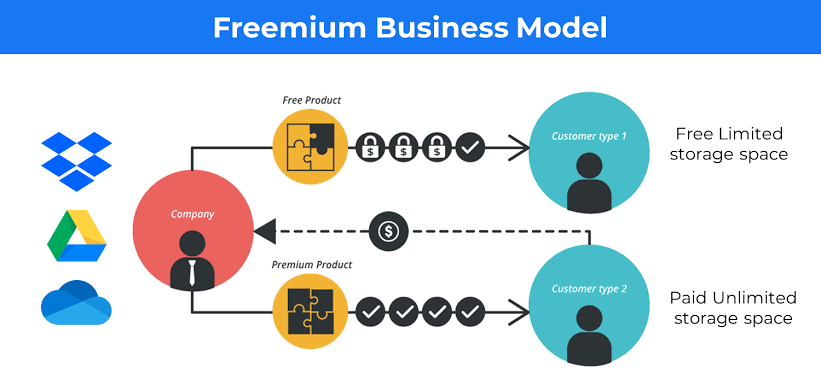 Freemium Business Model
Free Product
$
$
$
Customer type 1
Free Limited
storage space
Company
$
Premium Product
Customer type 2
Paid Unlimited
storage space